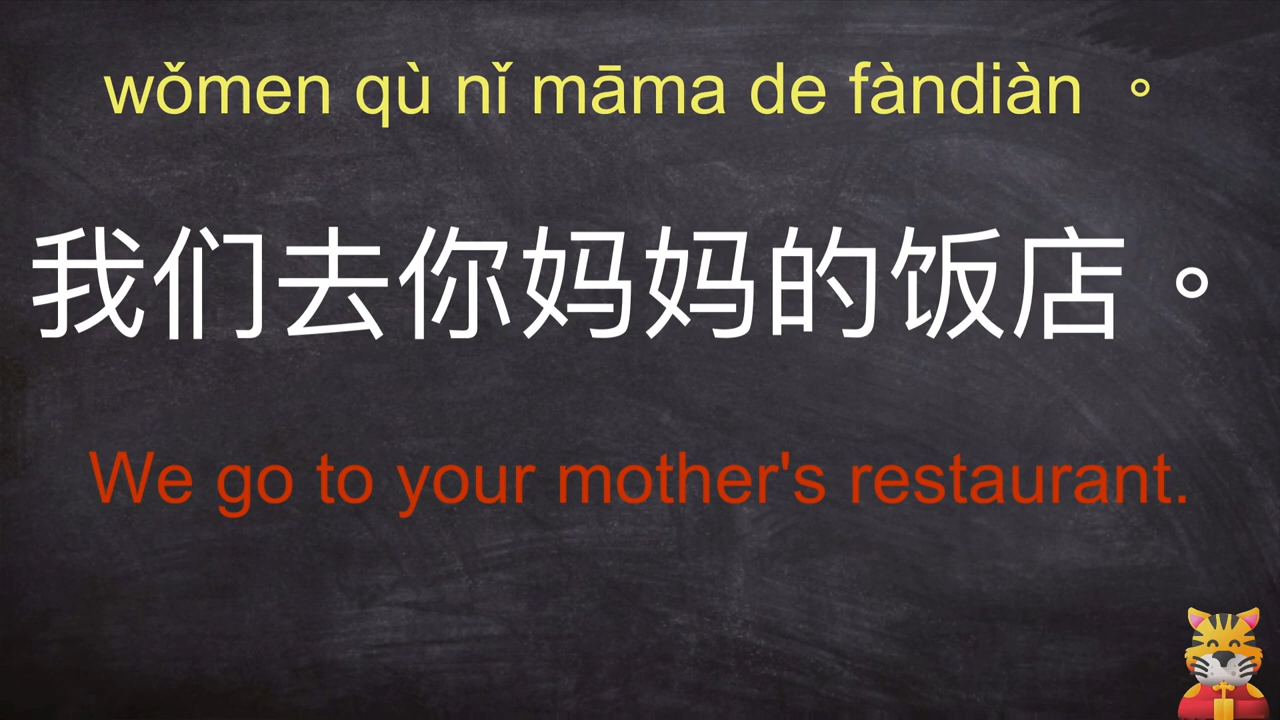 wǒmen qù nǐ māma de fàndiàn 。
我们去你妈妈的饭店。
We go to your mother's restaurant.